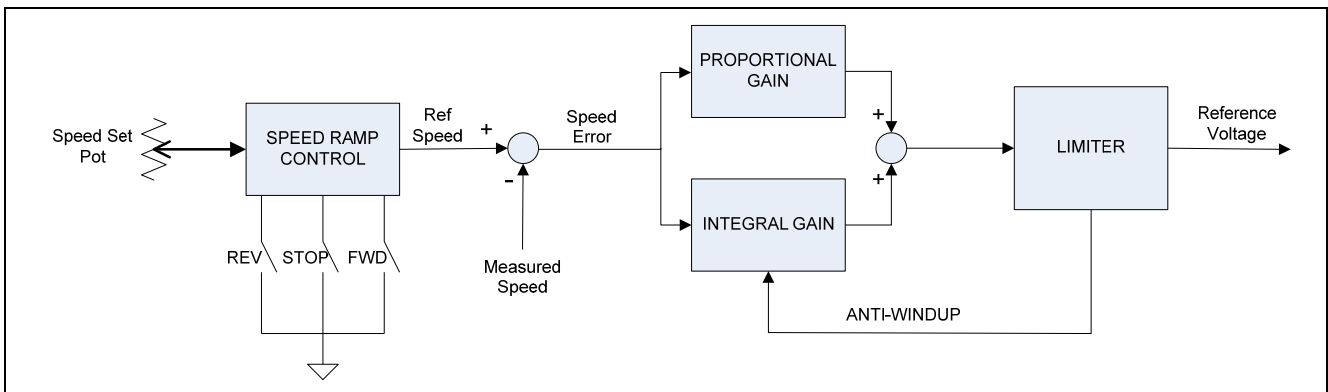 Speed Set
Pot
SPEED RAMP
CONTROL
Ref
Speed
+
-
Measured
Speed
Speed
Error
PROPORTIONAL
GAIN
INTEGRAL GAIN
+
+
LIMITER
Reference
Voltage
REV
STOP
FWD
ANTI-WINDUP